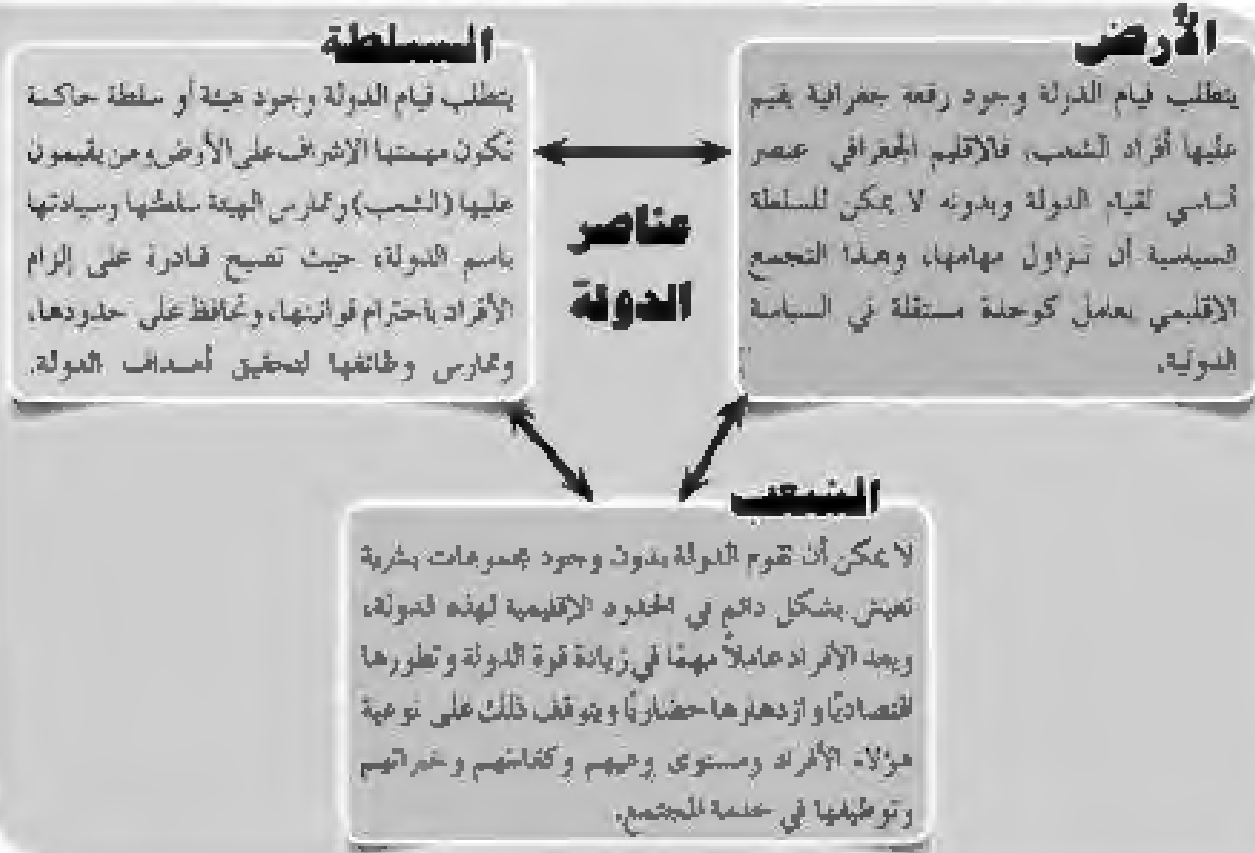 الأرض
يتطلب قيام الدولة وجود رقعة جغرافية يقيم
عليها أفراد الشعب، فالإقليم الجغرافي عنصر
أساسي لقيام الدولة وبدونه لا يمكن للسلطة
السياسية أن تزاول مهامها، وهذا التجمع
الاقليمي يعامل كوحدة مستقلة في السياسة
الدولية.
السلطة
يتطلب قيام الدولة وجود هيئة أو سلطة حاكمة
تكون مهمتها الاشراف على الأرض ومن يقيمون
عليها (الشعب) وتمارس الهيئة سلطتها وسيادتها
باسم الدولة، حيث تصبح قادرة على إلزام
الأفراد باحترام قوانينها، وتحافظ على حدودها،
وتمارس وظائفها لتحقيق أهداف الدولة.
عناصر
الدولة
الشعب
لا يمكن أن تقوم الدولة بدون وجود مجموعات بشرية
تعيش بشكل دائم في الحدود الإقليمية لهذه الدولة،
ويعد الأفراد عاملاً مهمًا في زيادة قوة الدولة وتطورها
اقتصاديًا وازدهارها حضاريًا ويتوقف ذلك على نوعية
هؤلاء الأفراد ومستوى وعيهم وكفاءتهم وخبراتهم
وتوظيفها في خدمة المجتمع.